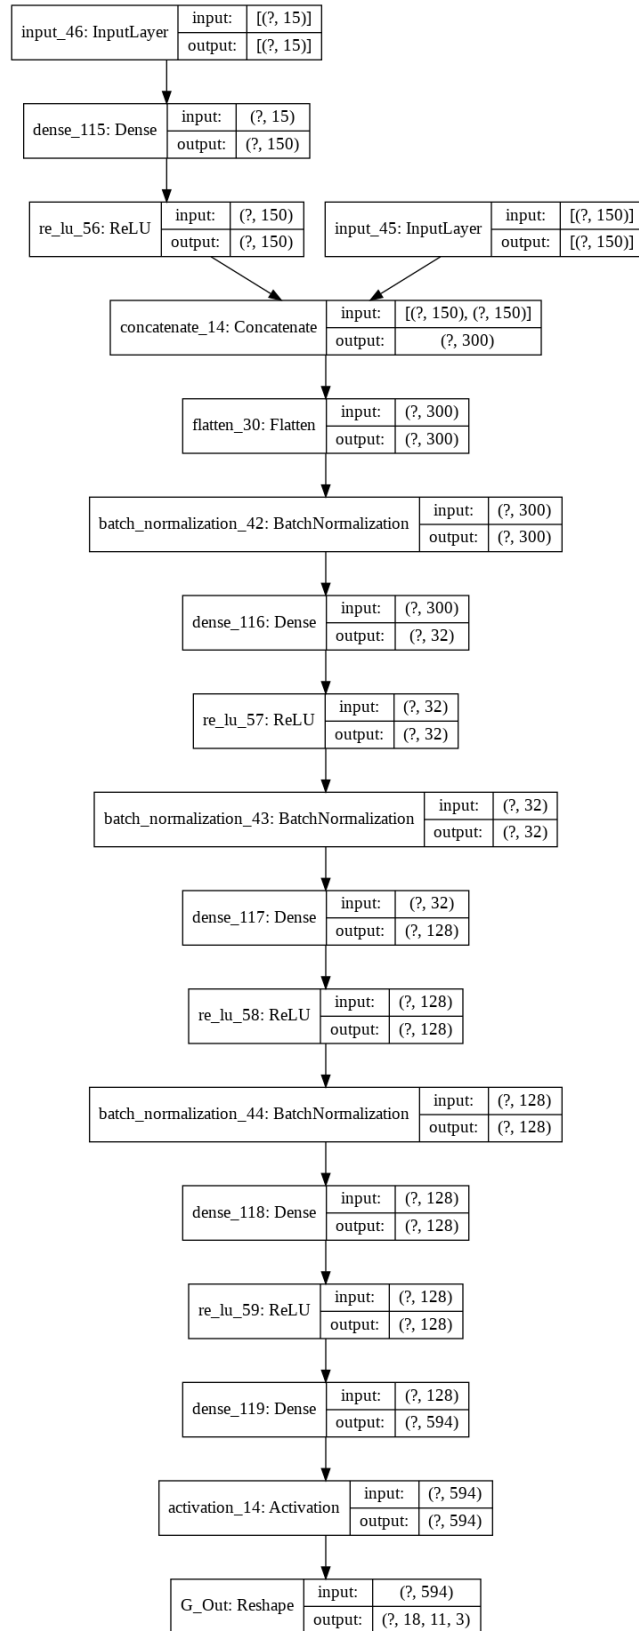 input_46: InputLayer
input: [(?, 15)]
output: [(?, 15)]
dense_115: Dense
input: (?, 15)
output: (?, 150)
re_lu_56: ReLU
input: (?, 150)
output: (?, 150)
input_45: InputLayer
input: [(?, 150)]
output: [(?, 150)]
concatenate_14: Concatenate
input: [(?, 150), (?, 150)]
output: (?, 300)
flatten_30: Flatten
input: (?, 300)
output: (?, 300)
batch_normalization_42: BatchNormalization
input: (?, 300)
output: (?, 300)
dense_116: Dense
input: (?, 300)
output: (?, 32)
re_lu_57: ReLU
input: (?, 32)
output: (?, 32)
batch_normalization_43: BatchNormalization
input: (?, 32)
output: (?, 32)
dense_117: Dense
input: (?, 32)
output: (?, 128)
re_lu_58: ReLU
input: (?, 128)
output: (?, 128)
batch_normalization_44: BatchNormalization
input: (?, 128)
output: (?, 128)
dense_118: Dense
input: (?, 128)
output: (?, 128)
re_lu_59: ReLU
input: (?, 128)
output: (?, 128)
dense_119: Dense
input: (?, 128)
output: (?, 594)
activation_14: Activation
input: (?, 594)
output: (?, 594)
G_Out: Reshape
input: (?, 594)
output: (?, 18, 11, 3)